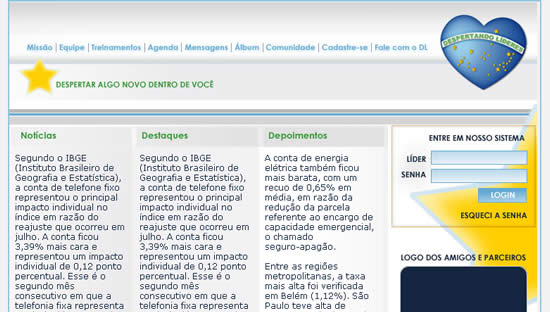 DESPERTANDO LÍDERES
Missão | Equipe | Treinamentos | Agenda | Mensagens | Álbum | Comunidade | Cadastre-se | Fale com o DL
DESPERTAR ALGO NOVO DENTRO DE VOCÊ
Notícias
Segundo o IBGE
(Instituto Brasileiro de
Geografia e Estatística),
a conta de telefone fixo
representou o principal
impacto individual no
índice em razão do
reajuste que ocorreu em
julho. A conta ficou
3,39% mais cara e
representou um impacto
individual de 0,12 ponto
percentual. Esse é o
segundo mês
consecutivo em que a
telefonia fixa representa
Destaques
Segundo o IBGE
(Instituto Brasileiro de
Geografia e Estatística),
a conta de telefone fixo
representou o principal
impacto individual no
índice em razão do
reajuste que ocorreu em
julho. A conta ficou
3,39% mais cara e
representou um impacto
individual de 0,12 ponto
percentual. Esse é o
segundo mês
consecutivo em que a
telefonia fixa representa
Depoimentos
A conta de energia
elétrica também ficou
mais barata, com um
recuo de 0,65% em
média, em razão da
redução da parcela
referente ao encargo de
capacidade emergencial,
o chamado
seguro-apagão.
Entre as regiões
metropolitanas, a taxa
mais alta foi verificada
em Belém (1,12%). São
Paulo teve alta de
ENTRE EM NOSSO SISTEMA
LÍDER
SENHA
LOGIN
ESQUECI A SENHA
LOGO DOS AMIGOS E PARCEIROS